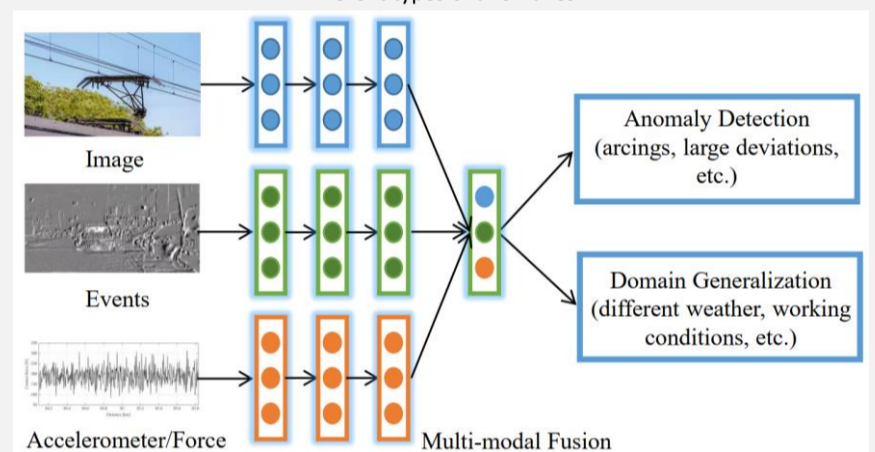 Image
Events
Accelerometer/Force
Multi-modal Fusion
Anomaly Detection
(arcings, large deviations,
etc.)
Domain Generalization
(different weather, working
conditions, etc.)